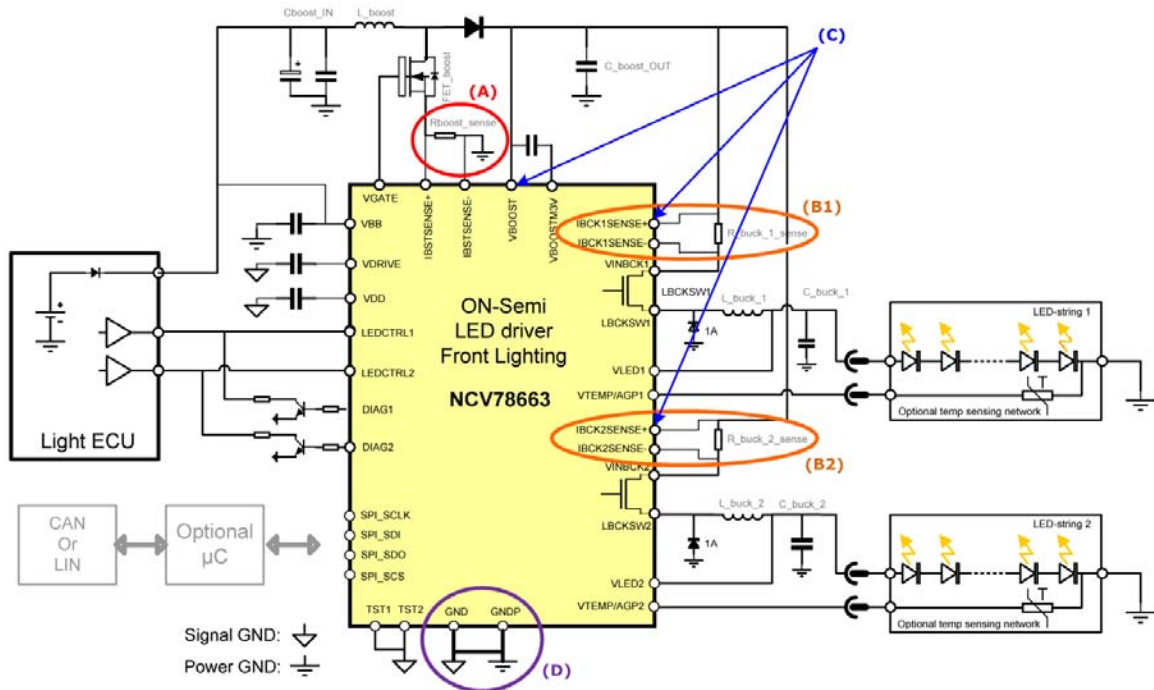 Cboost_IN
L_boost
(C)
C_boost_OUT
FET_boost
(A)
Rboost_sense
VGATE
IBSTSENSE+
IBSTSENSE-
VBOOST
VBOOSTM3V
(B1)
IBCK1SENSE+
R_buck_1_sense
IBCK1SENSE-
VINBCK1
VBB
VDRIVE
VDD
LEDCTRL1
LEDCTRL2
DIAG1
DIAG2
ON-Semi
LED driver
Front Lighting
NCV78663
LBCKSW1
LBCKSW1
1A
L_buck_1
C_buck_1
LED-string 1
VLED1
VTEMP/AGP1
T
Optional temp sensing network
IBCK2SENSE+
IBCK2SENSE-
R_buck_2_sense
VINBCK2
(B2)
LBCKSW2
L_buck_2
C_buck_2
1A
LED-string 2
VLED2
VTEMP/AGP2
T
Optional temp sensing network
Light ECU
CAN
Or
LIN
Optional
µC
SPI_SCLK
SPI_SDI
SPI_SDO
SPI_SCS
TST1
TST2
GND
GNDP
(D)
Signal GND:
Power GND: